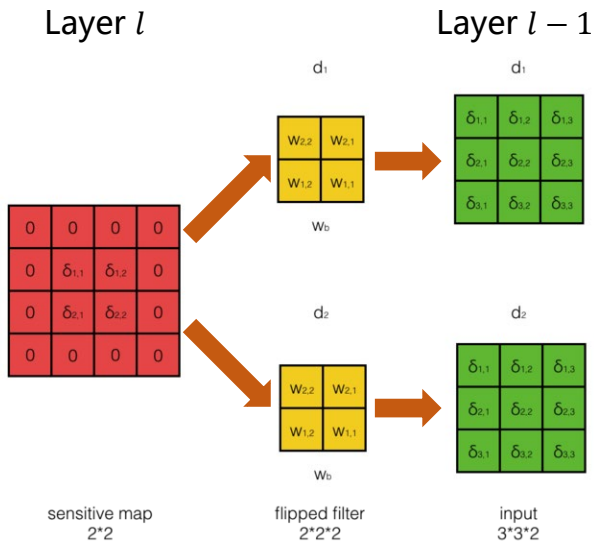 Layer l
Layer l − 1
d₁
d₁
w₂,₂ w₂,₁
w₁,₂ w₁,₁
w_b
δ₁,₁ δ₁,₂ δ₁,₃
δ₂,₁ δ₂,₂ δ₂,₃
δ₃,₁ δ₃,₂ δ₃,₃
0 0 0 0
0 δ₁,₁ δ₁,₂ 0
0 δ₂,₁ δ₂,₂ 0
0 0 0 0
d₂
d₂
w₂,₂ w₂,₁
w₁,₂ w₁,₁
w_b
δ₁,₁ δ₁,₂ δ₁,₃
δ₂,₁ δ₂,₂ δ₂,₃
δ₃,₁ δ₃,₂ δ₃,₃
sensitive map
2*2
flipped filter
2*2*2
input
3*3*2